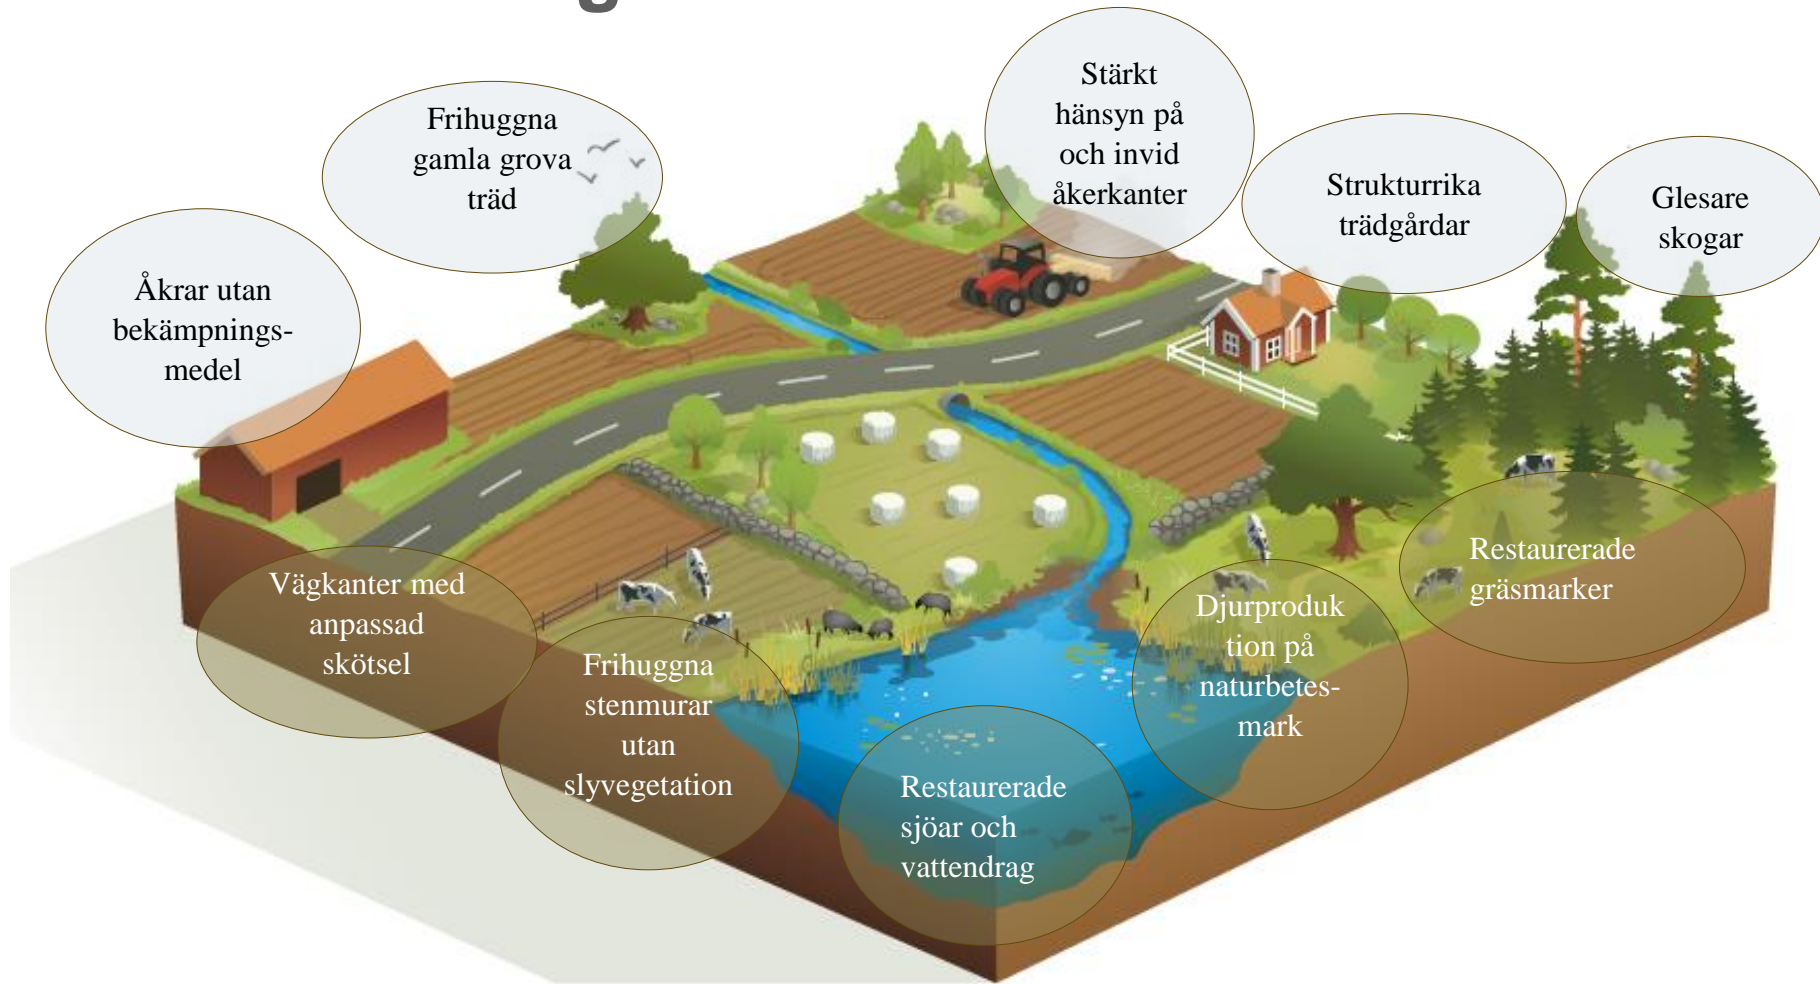 Stärkt
hänsyn på
och invid
åkerkanter
Frihuggna
gamla grova
träd
Strukturrika
trädgårdar
Glesare
skogar
Åkrar utan
bekämpnings-
medel
Vägkanter med
anpassad
skötsel
Frihuggna
stenmurar
utan
slyvegetation
Restaurerade
sjöar och
vattendrag
Djurproduk
tion på
naturbetes-
mark
Restaurerade
gräsmarker